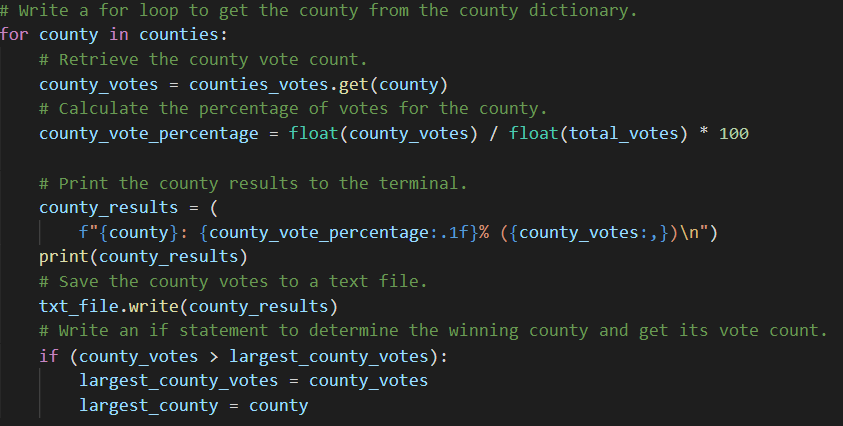 # Write a for loop to get the county from the county dictionary.
for county in counties:
    # Retrieve the county vote count.
    county_votes = counties_votes.get(county)
    # Calculate the percentage of votes for the county.
    county_vote_percentage = float(county_votes) / float(total_votes) * 100

    # Print the county results to the terminal.
    county_results = (
        f"{county}: {county_vote_percentage:.1f}% ({county_votes:,})\n")
    print(county_results)
    # Save the county votes to a text file.
    txt_file.write(county_results)
    # Write an if statement to determine the winning county and get its vote count.
    if (county_votes > largest_county_votes):
        largest_county_votes = county_votes
        largest_county = county